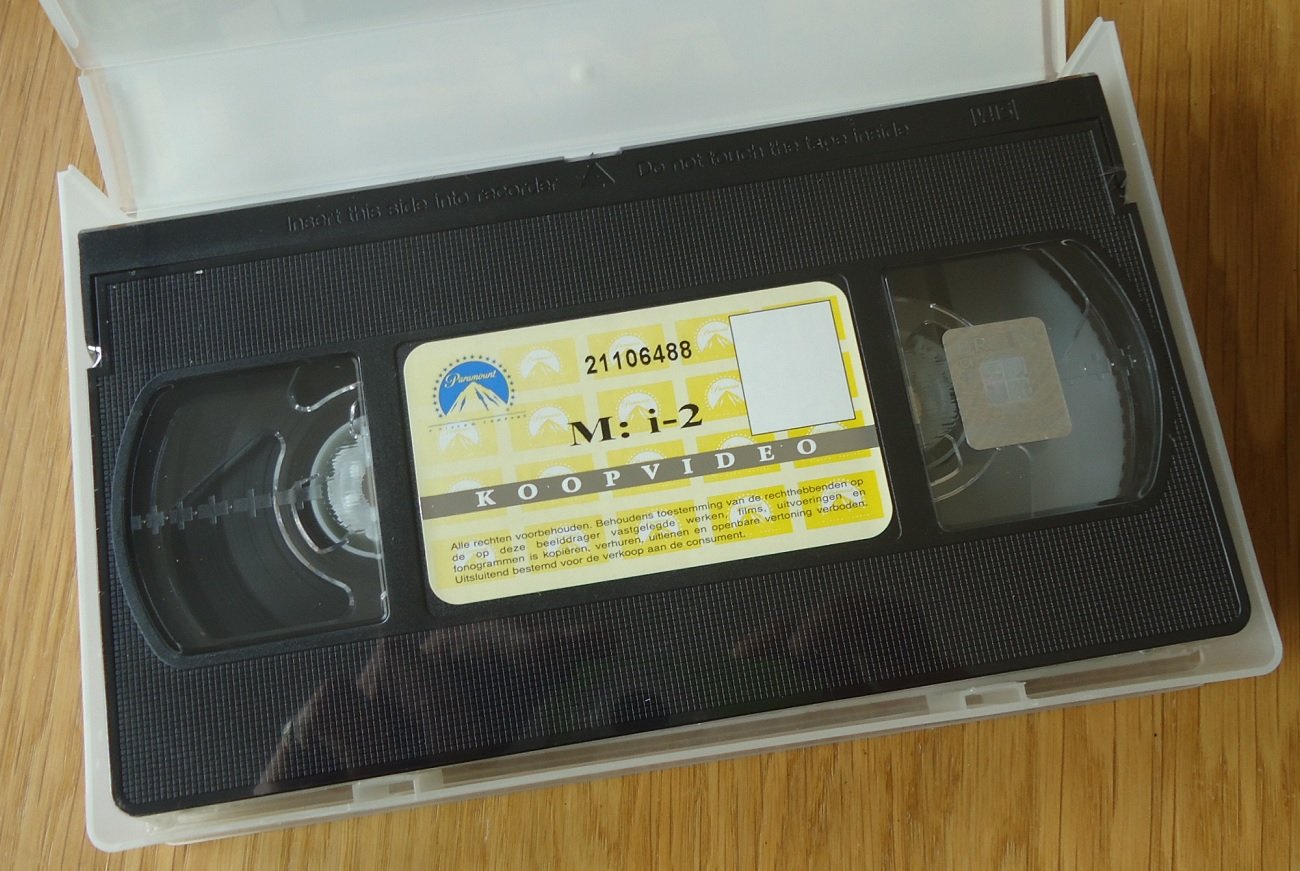 Insert this side into recorder
Do not touch the tape inside
VHS
Paramount
21106488
M: i-2
KOOPVIDEO
Alle rechten voorbehouden. Behoudens toestemming van de rechthebbenden op
de op deze beelddrager vastgelegde werken, films, uitvoeringen en
fonogrammen is kopiëren, verhuren, uitlenen en openbare vertoning verboden.
Uitsluitend bestemd voor de verkoop aan de consument.